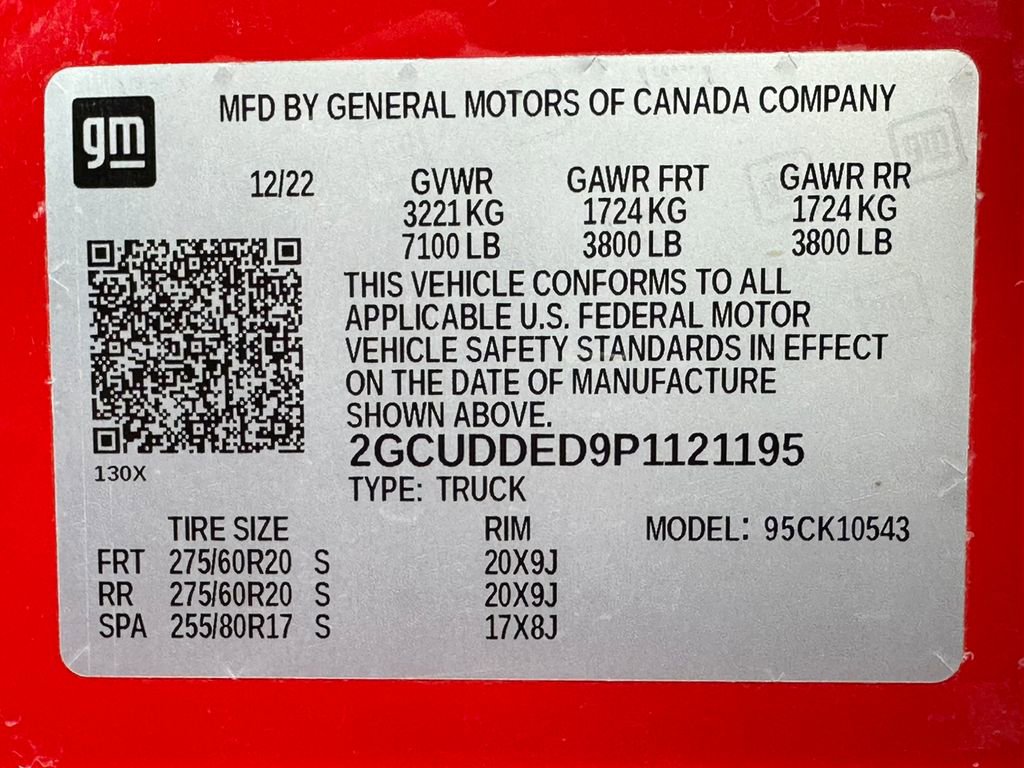 gm
MFD BY GENERAL MOTORS OF CANADA COMPANY
12/22 GVWR GAWR FRT GAWR RR
3221 KG 1724 KG 1724 KG
7100 LB 3800 LB 3800 LB
THIS VEHICLE CONFORMS TO ALL
APPLICABLE U.S. FEDERAL MOTOR
VEHICLE SAFETY STANDARDS IN EFFECT
ON THE DATE OF MANUFACTURE
SHOWN ABOVE.
2GCUDDED9P1121195
130X
TYPE: TRUCK
TIRE SIZE RIM MODEL: 95CK10543
FRT 275/60R20 S 20X9J
RR 275/60R20 S 20X9J
SPA 255/80R17 S 17X8J